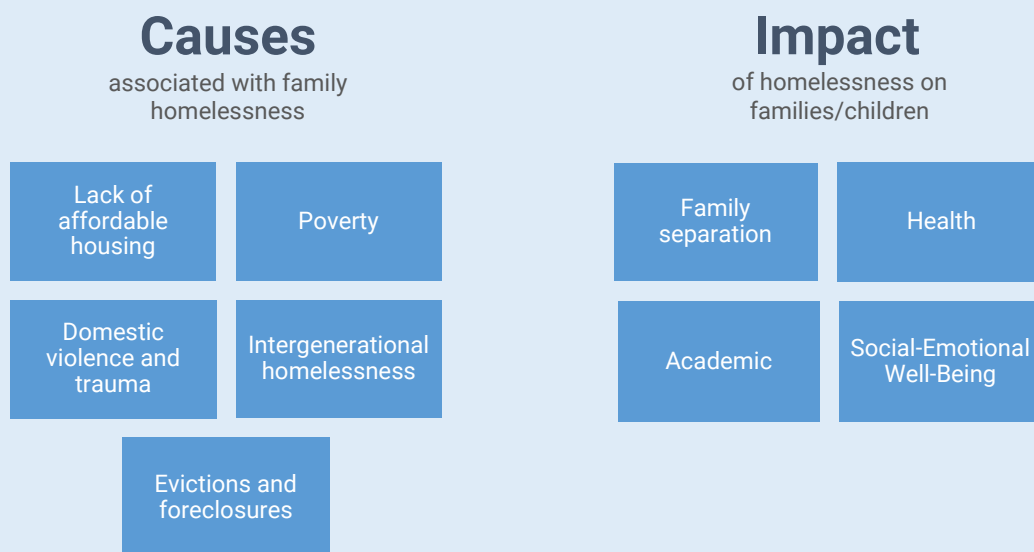 Causes
associated with family
homelessness
Lack of
affordable
housing
Poverty
Domestic
violence and
trauma
Intergenerational
homelessness
Evictions and
foreclosures
Impact
of homelessness on
families/children
Family
separation
Health
Academic
Social-Emotional
Well-Being